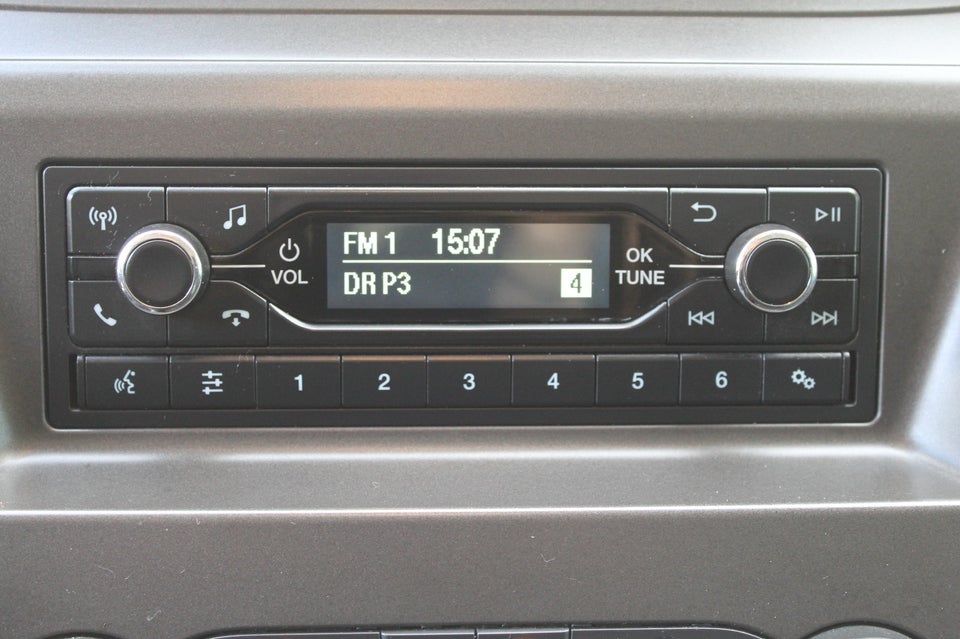 FM 1 15:07
DR P3 4
VOL
OK
TUNE
1 2 3 4 5 6